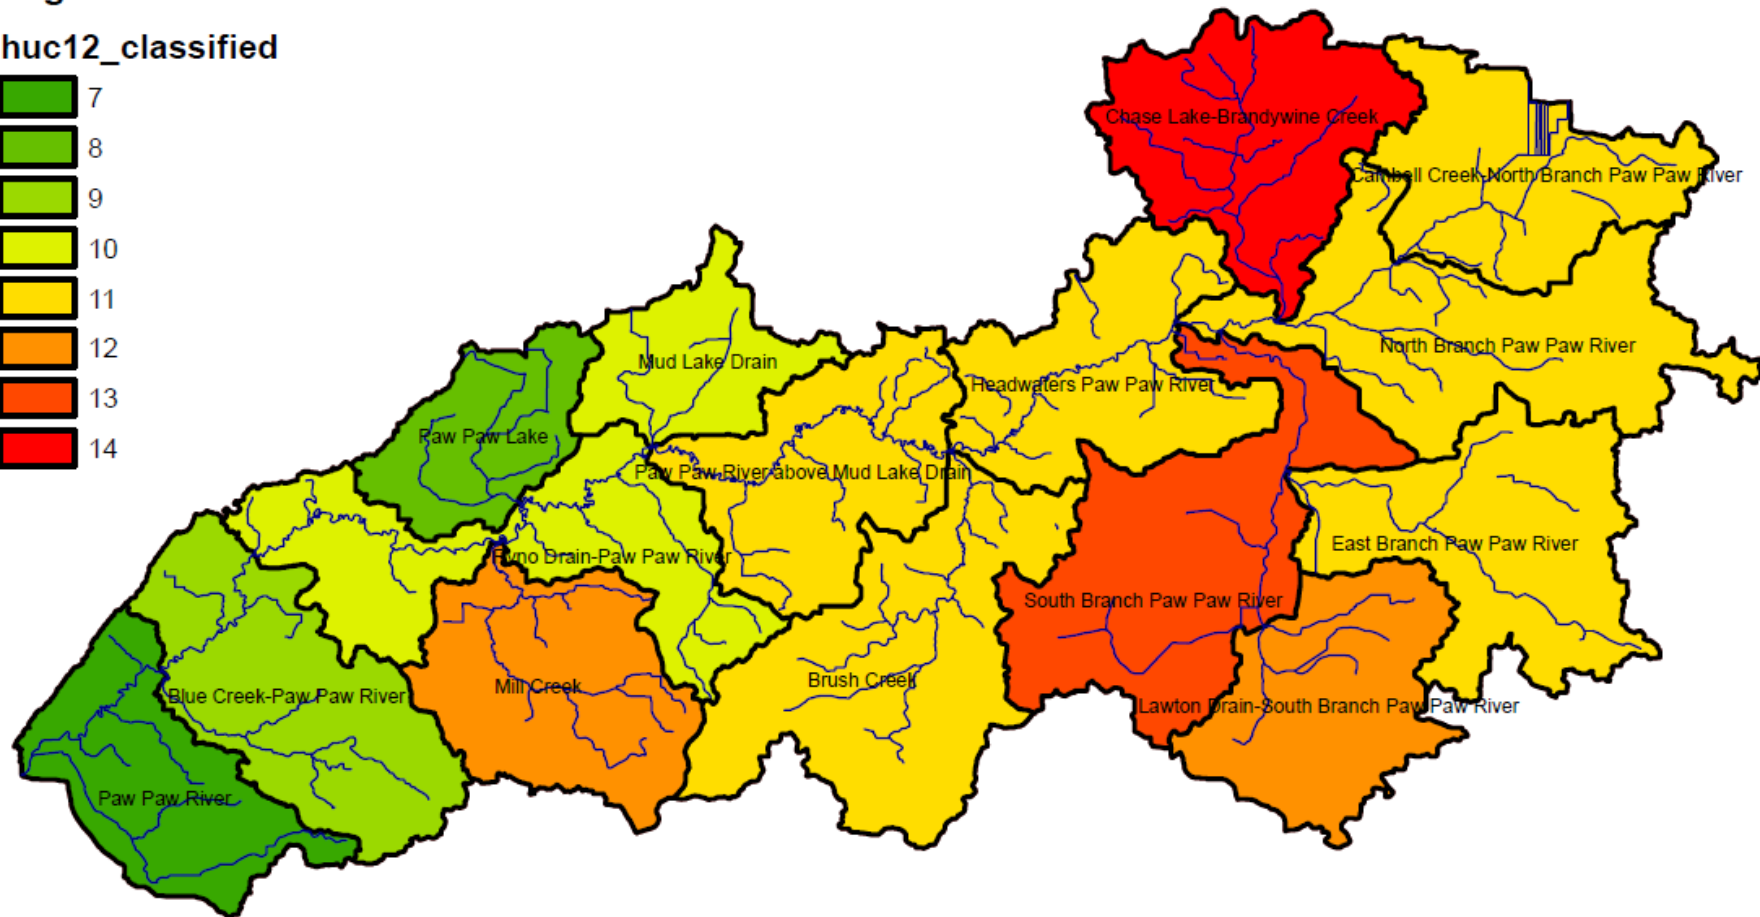 huc12_classified
7
8
9
10
11
12
13
14
Chase Lake-Brandywine Creek
Cambell Creek-North Branch Paw Paw River
North Branch Paw Paw River
Mud Lake Drain
Headwaters Paw Paw River
Paw Paw Lake
Paw Paw River above Mud Lake Drain
East Branch Paw Paw River
Drain-Paw Paw River
South Branch Paw Paw River
Brush Creek
Mill Creek
Blue Creek-Paw Paw River
Lawton Drain-South Branch Paw Paw River
Paw Paw River